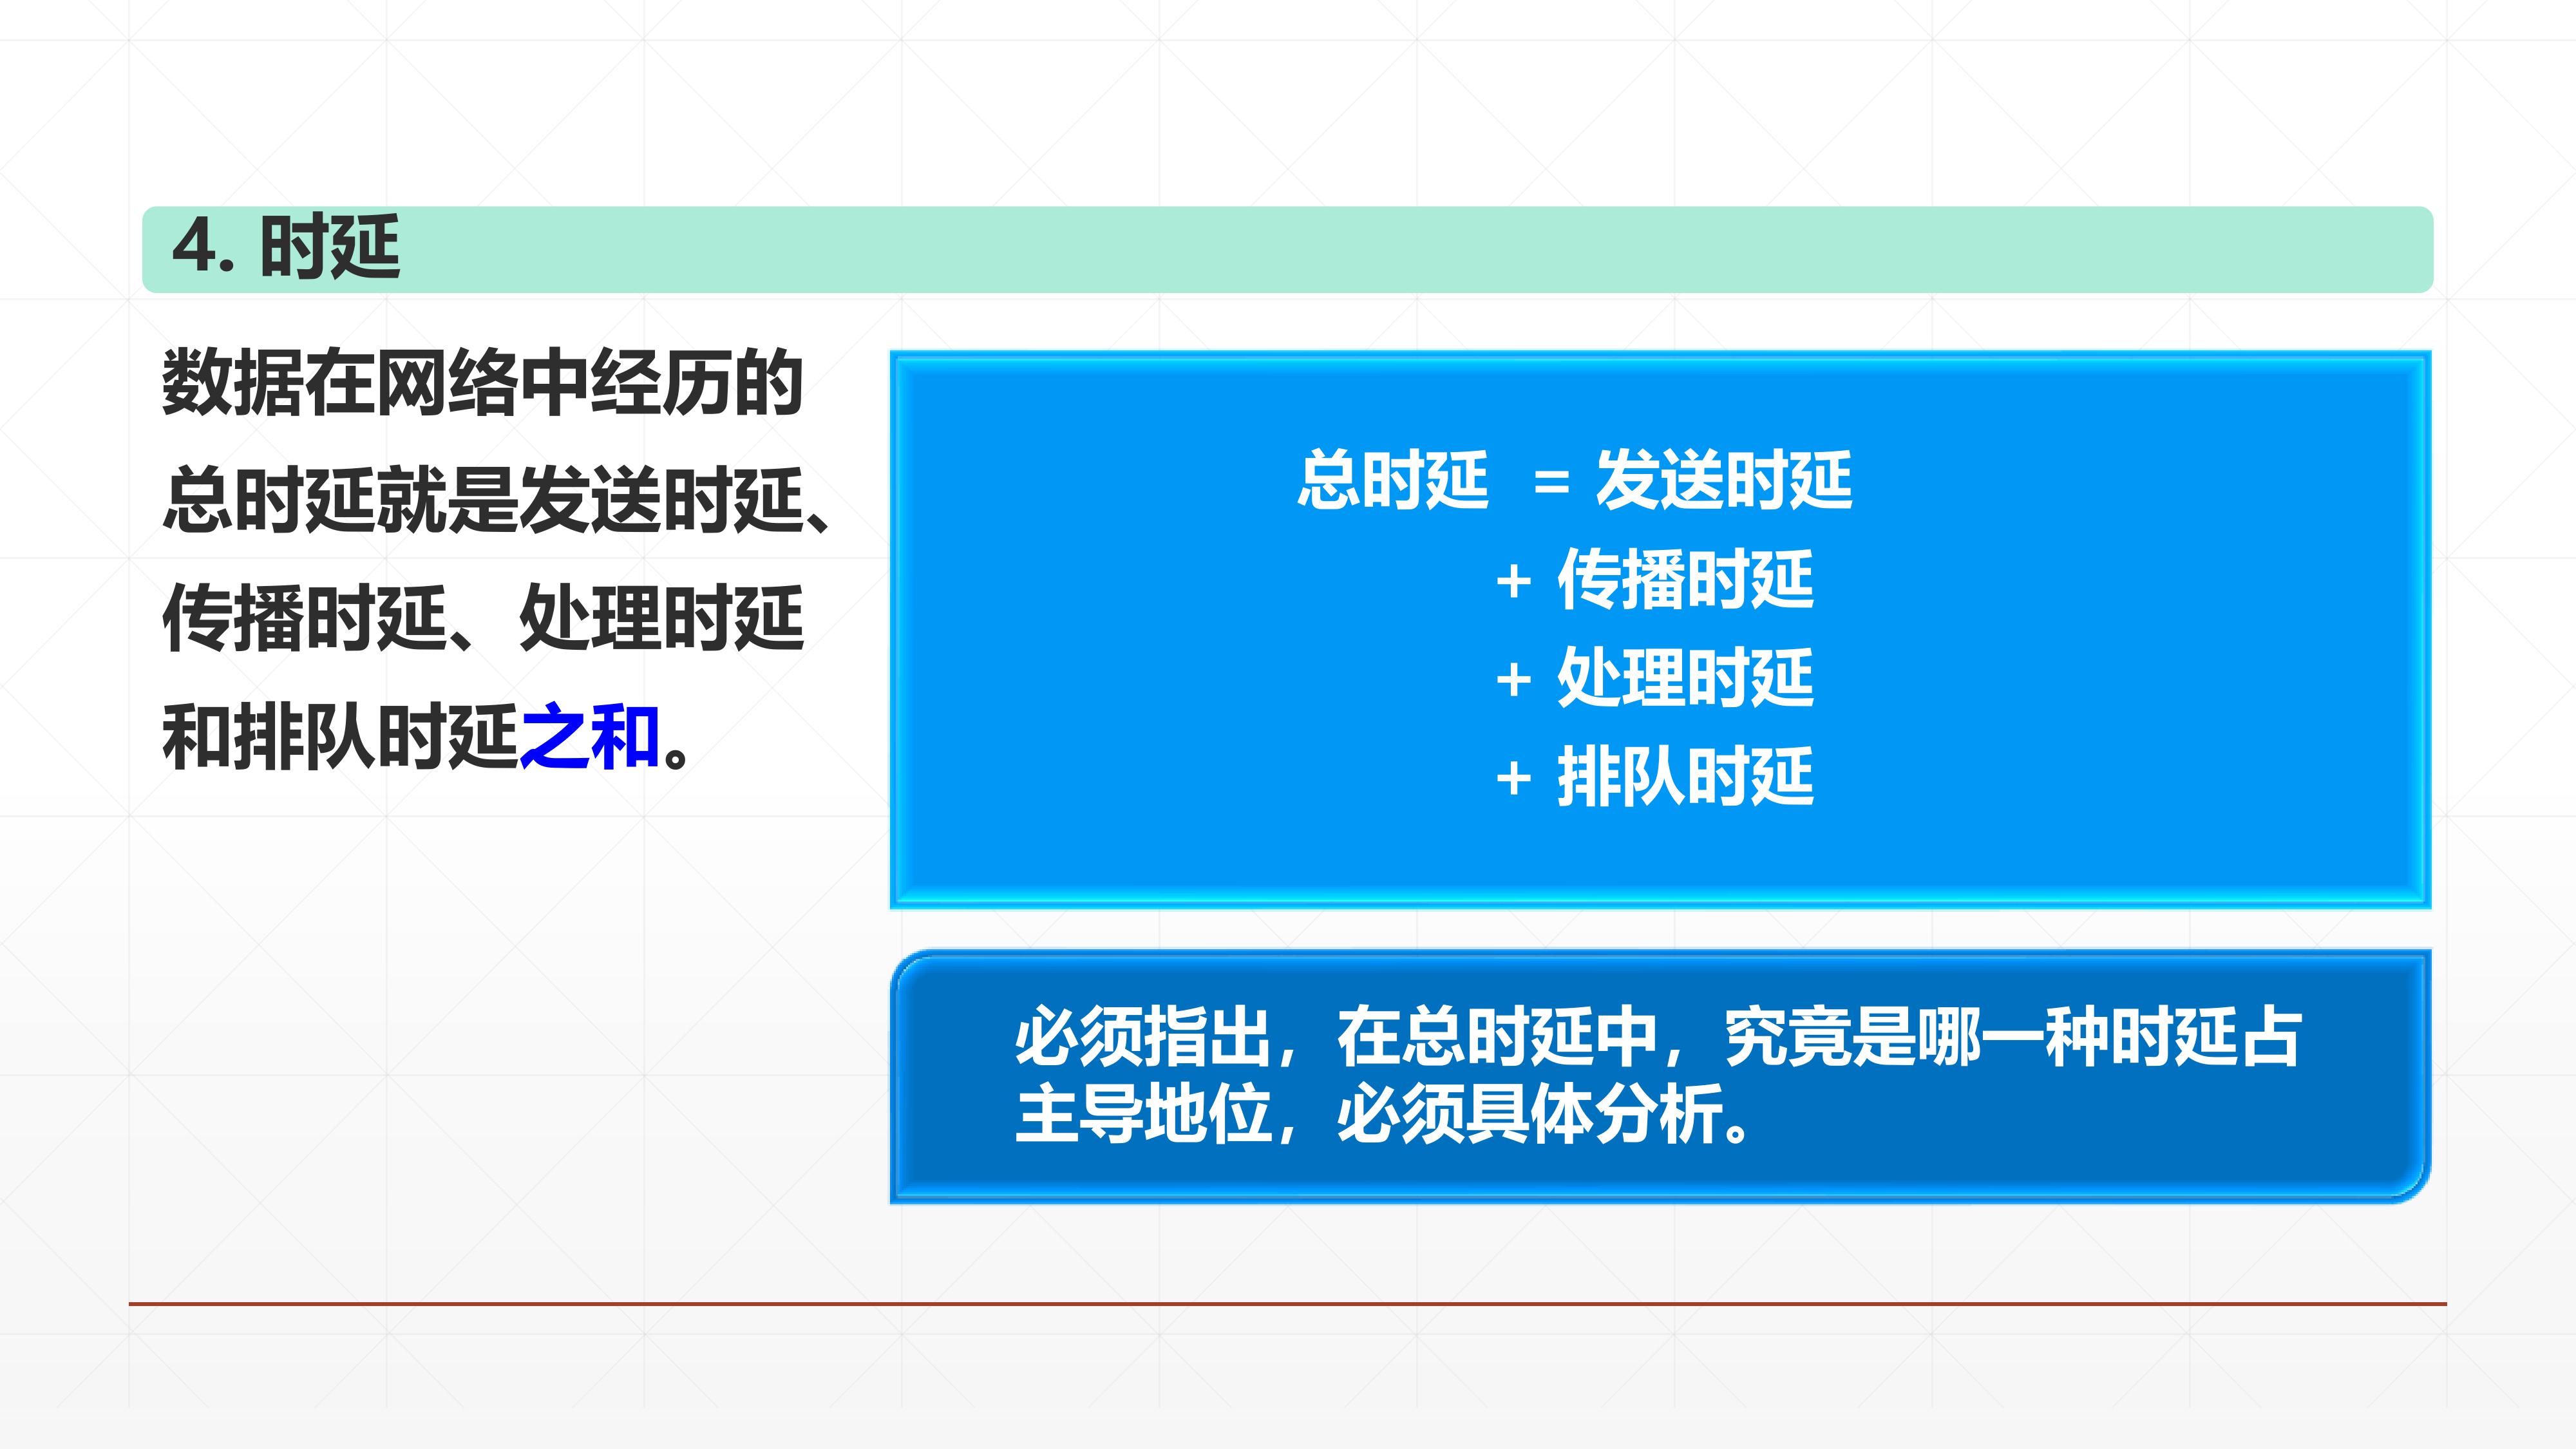 4. 时延
数据在网络中经历的
总时延就是发送时延、
传播时延、处理时延
和排队时延之和。
总时延 = 发送时延
+ 传播时延
+ 处理时延
+ 排队时延
必须指出，在总时延中，究竟是哪一种时延占
主导地位，必须具体分析。